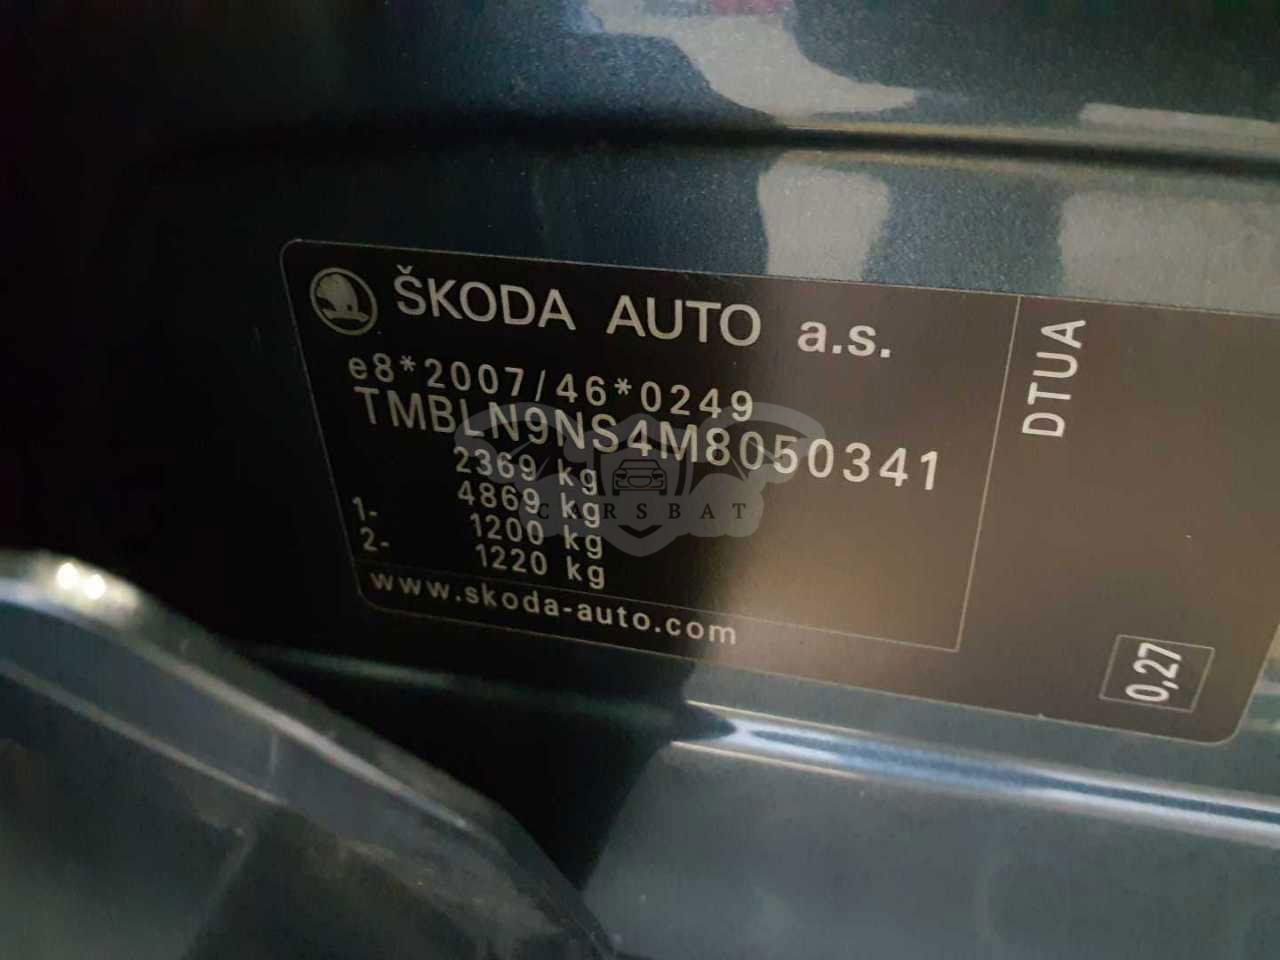 ŠKODA AUTO a.s.
e8*2007/46*0249
TMBLN9NS4M8050341
2369 kg
4869 kg
1- 1200 kg
2- 1220 kg
www.skoda-auto.com
DTUA
0,27
CARSBAT